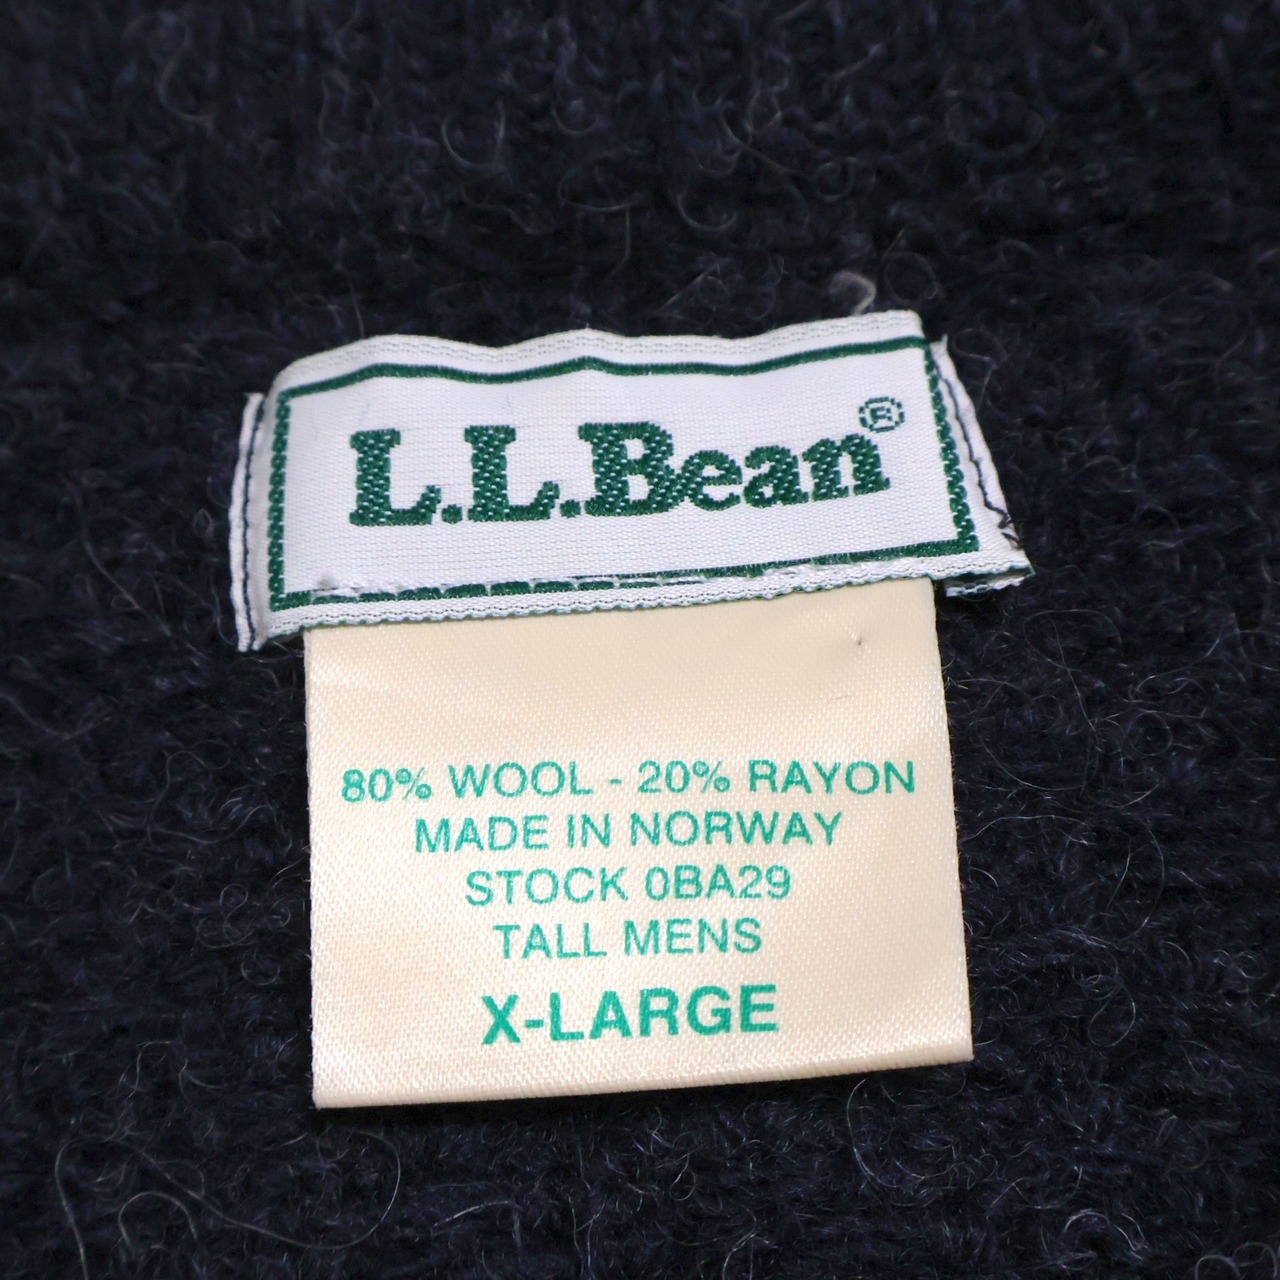 L.L.Bean®
80% WOOL - 20% RAYON
MADE IN NORWAY
STOCK 0BA29
TALL MENS
X-LARGE